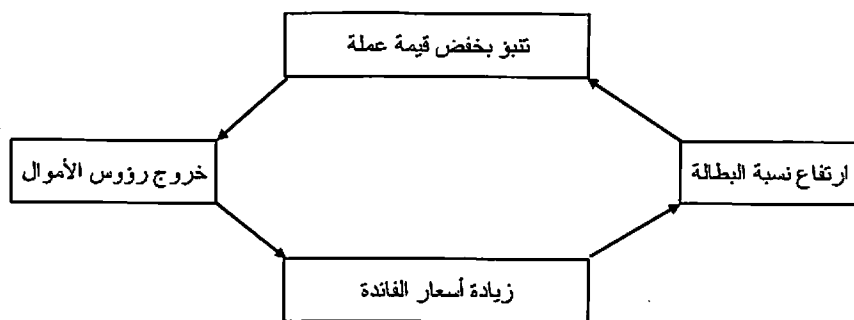 تنبؤ بخفض قيمة عملة
ارتفاع نسبة البطالة
خروج رؤوس الأموال
زيادة أسعار الفائدة